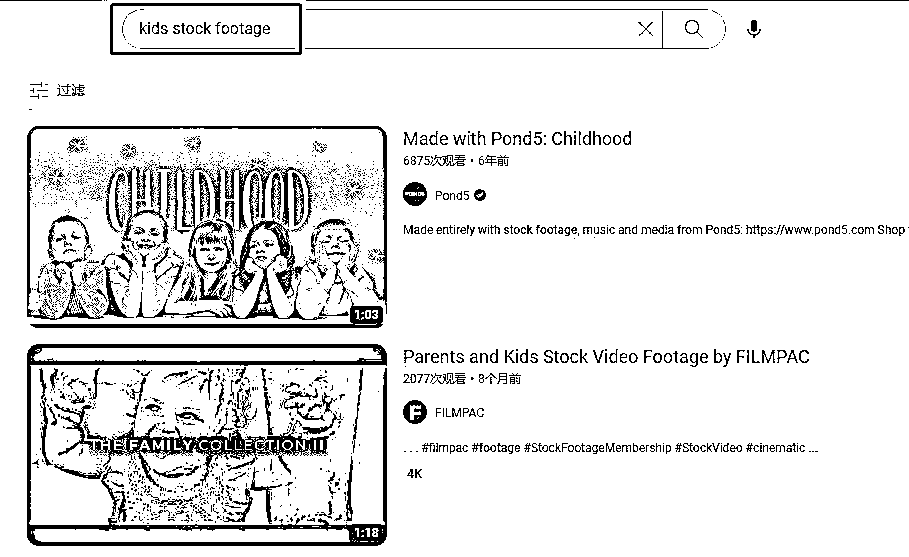 kids stock footage
过滤
CHILDHOOD
1:03
Made with Pond5: Childhood
6875次观看・6年前
Pond5
Made entirely with stock footage, music and media from Pond5: https://www.pond5.com Shop
THE FAMILY COLLECTION II
1:18
Parents and Kids Stock Video Footage by FILMPAC
2077次观看・8个月前
F FILMPAC
... #filmpac #footage #StockFootageMembership #StockVideo #cinematic ...
4K